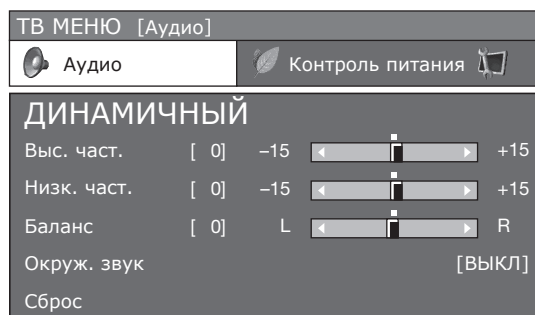 ТВ МЕНЮ [Аудио]
Аудио Контроль питания
ДИНАМИЧНЫЙ
Выс. част. [ 0] –15 +15
Низк. част. [ 0] –15 +15
Баланс [ 0] L R
Окруж. звук [ВЫКЛ]
Сброс